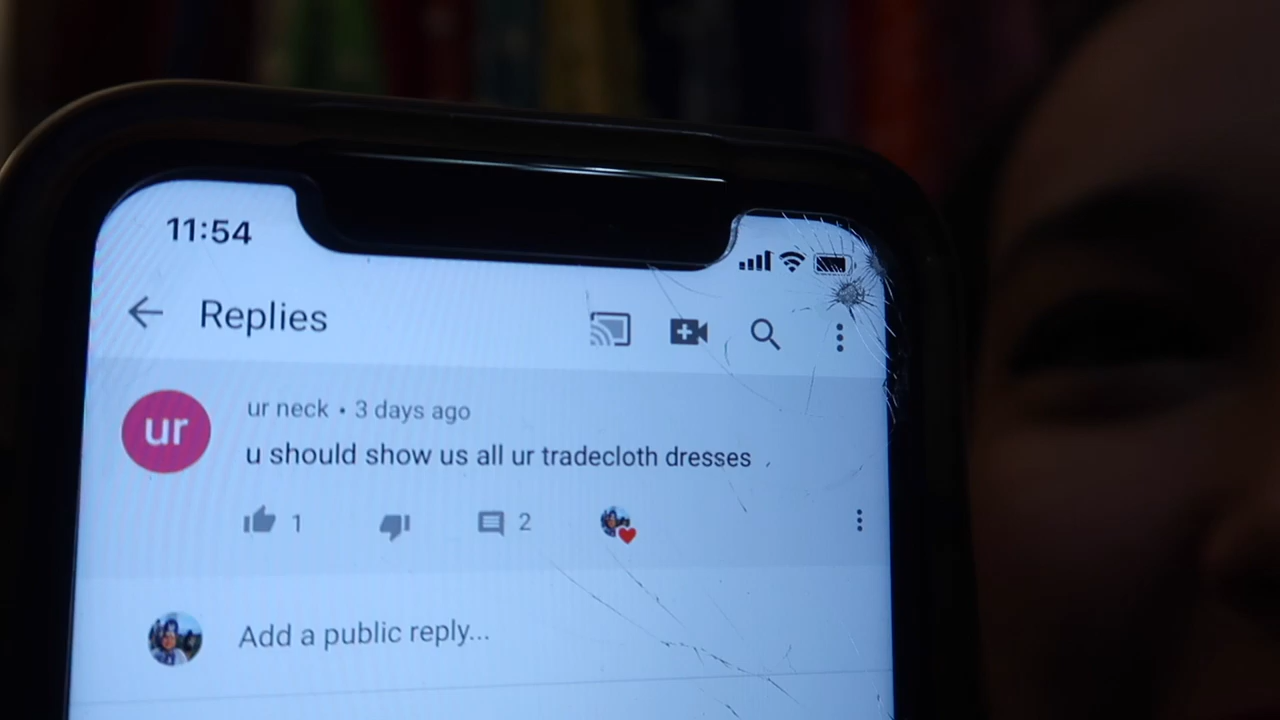 11:54
Replies
ur
ur neck • 3 days ago
u should show us all ur tradecloth dresses
1
2
Add a public reply...